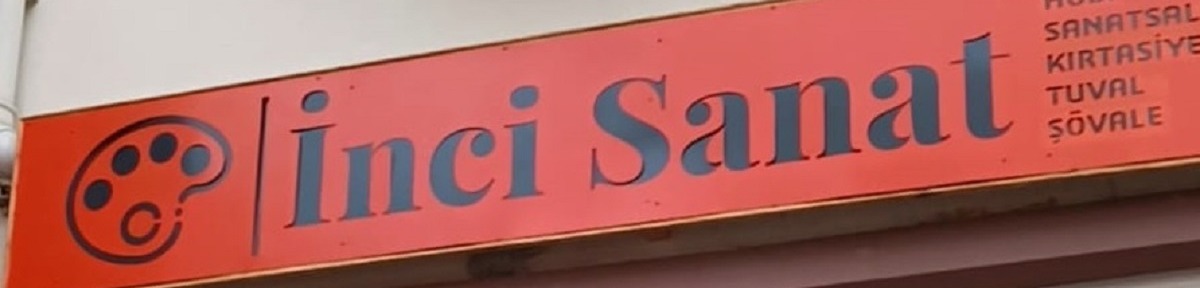 İnci Sanat
SANATSAL
KIRTASİYE
TUVAL
ŞÖVALE